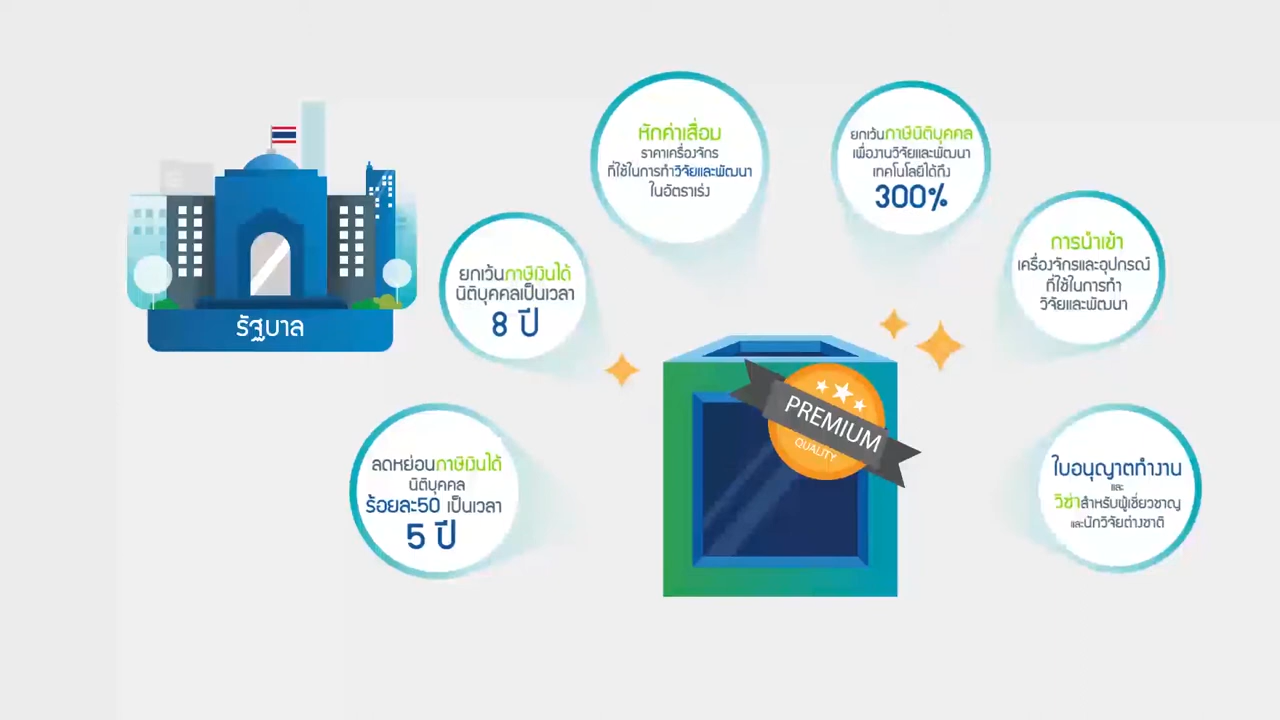 รัฐบาล
ลดหย่อนภาษีเงินได้
นิติบุคคล
ร้อยละ50 เป็นเวลา
5 ปี
ยกเว้นภาษีเงินได้
นิติบุคคลเป็นเวลา
8 ปี
หักค่าเสื่อม
ราคาเครื่องจักร
ที่ใช้ในการทำวิจัยและพัฒนา
ในอัตราเร่ง
ยกเว้นภาษีนิติบุคคล
เพื่องานวิจัยและพัฒนา
เทคโนโลยีได้ถึง
300%
การนำเข้า
เครื่องจักรและอุปกรณ์
ที่ใช้ในการทำ
วิจัยและพัฒนา
ใบอนุญาตทำงาน
และ
วีซ่าสำหรับผู้เชี่ยวชาญ
และนักวิจัยต่างชาติ
PREMIUM
QUALITY